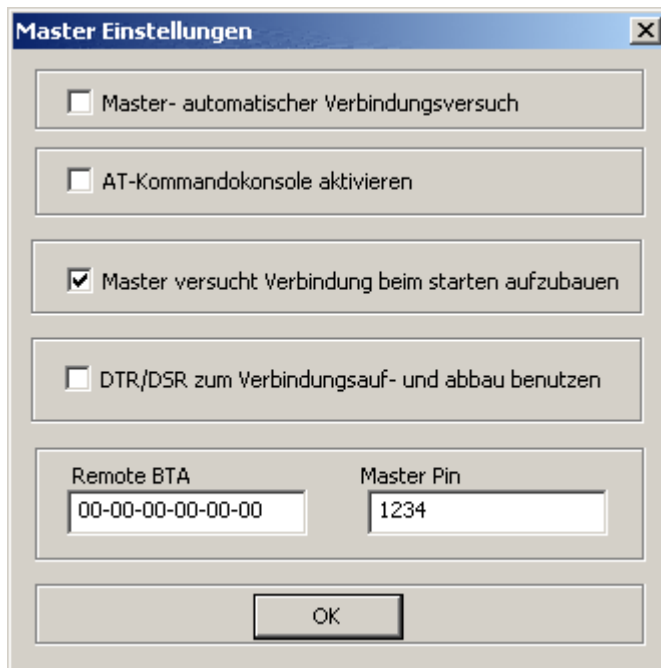 Master Einstellungen
Master- automatischer Verbindungsversuch
AT-Kommandokonsole aktivieren
Master versucht Verbindung beim starten aufzubauen
DTR/DSR zum Verbindungsauf- und abbau benutzen
Remote BTA Master Pin
00-00-00-00-00-00 1234
OK